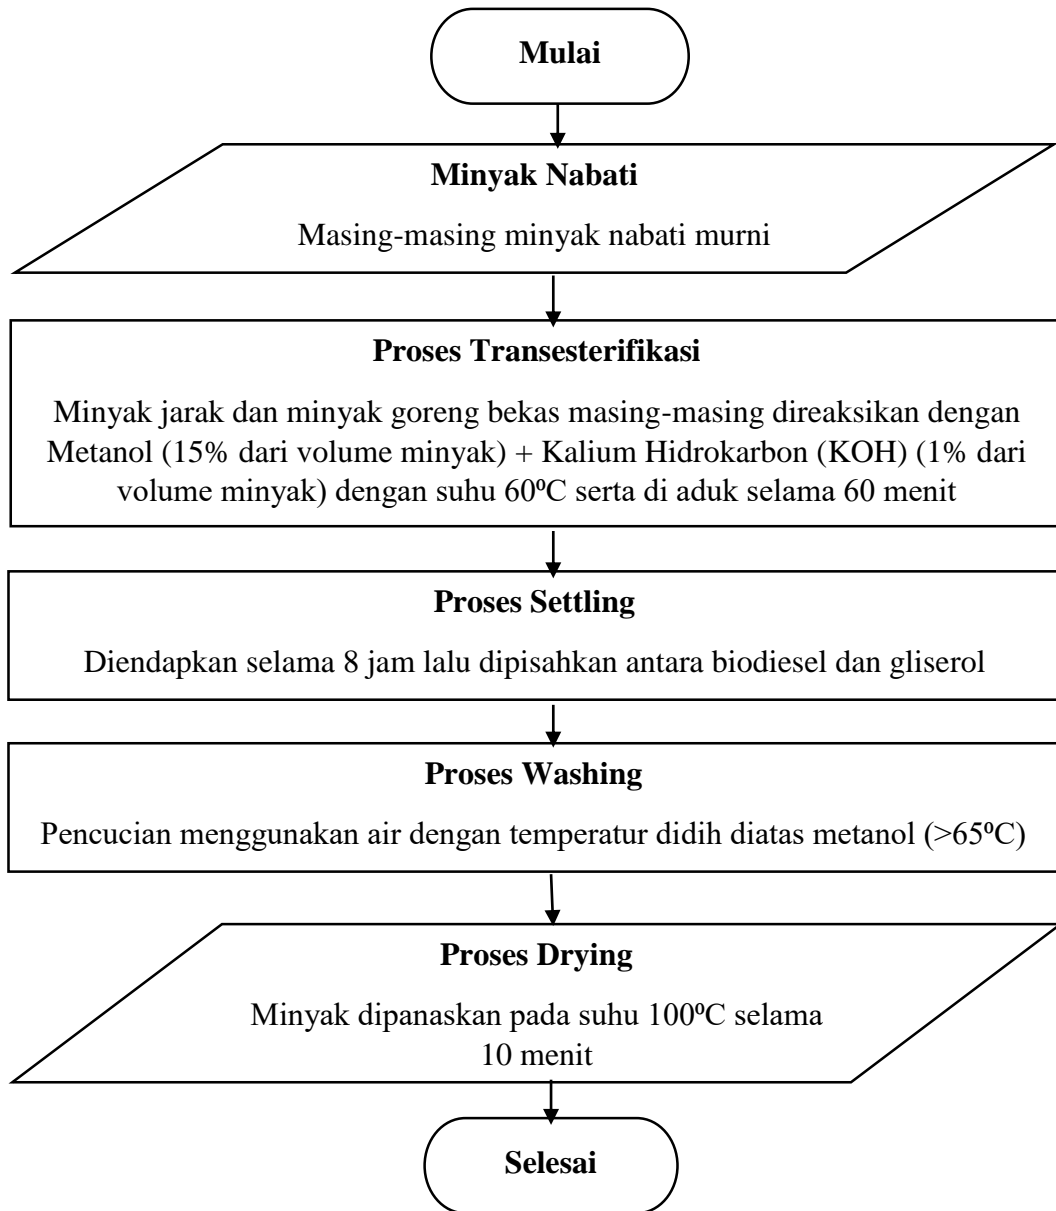 Mulai
Minyak Nabati
Masing-masing minyak nabati murni
Proses Transesterifikasi
Minyak jarak dan minyak goreng bekas masing-masing direaksikan dengan
Metanol (15% dari volume minyak) + Kalium Hidrokarbon (KOH) (1% dari
volume minyak) dengan suhu 60⁰C serta di aduk selama 60 menit
Proses Settling
Diendapkan selama 8 jam lalu dipisahkan antara biodiesel dan gliserol
Proses Washing
Pencucian menggunakan air dengan temperatur didih diatas metanol (>65⁰C)
Proses Drying
Minyak dipanaskan pada suhu 100⁰C selama
10 menit
Selesai